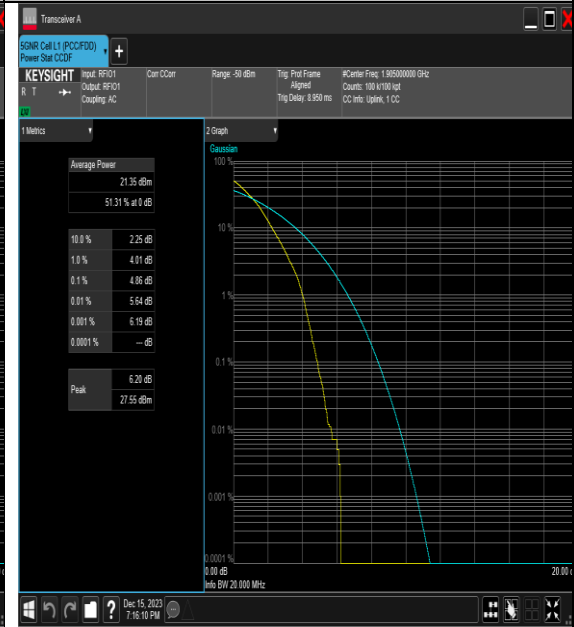 Transceiver A
5GNR Cell L1 (PCC/FDD)
Power Stat CCDF
KEYSIGHT
R T
LW
Input: RFIO1
Output: RFIO1
Coupling: AC
Corr CCorr
Range: -50 dBm
Trig: Prot Frame
Aligned
Trig Delay: 8.950 ms
#Center Freq: 1.905000000 GHz
Counts: 100 k/100 kpt
CC Info: Uplink, 1 CC
1 Metrics
Average Power
21.35 dBm
51.31 % at 0 dB
10.0 % 2.25 dB
1.0 % 4.01 dB
0.1 % 4.86 dB
0.01 % 5.64 dB
0.001 % 6.19 dB
0.0001 % --- dB
Peak
6.20 dB
27.55 dBm
2 Graph
Gaussian
100 %
10 %
1 %
0.1 %
0.01 %
0.001 %
0.0001 %
0.00 dB
20.00
Info BW 20.000 MHz
Dec 15, 2023
7:16:10 PM